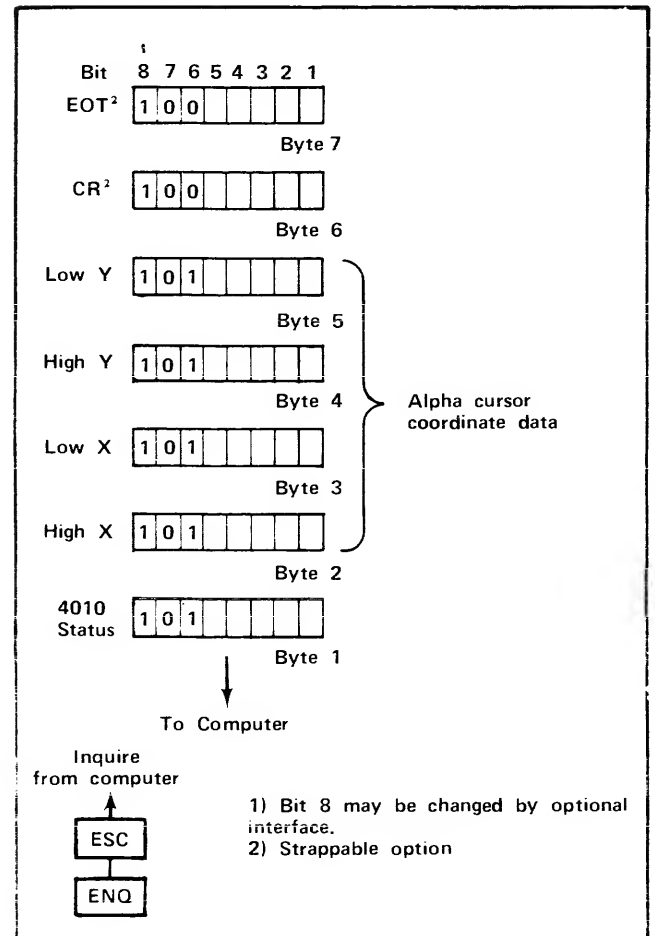 1
Bit 8 7 6 5 4 3 2 1
EOT² 1 0 0
Byte 7
CR² 1 0 0
Byte 6
Low Y 1 0 1
Byte 5
High Y 1 0 1
Byte 4
Alpha cursor
coordinate data
Low X 1 0 1
Byte 3
High X 1 0 1
Byte 2
4010
Status 1 0 1
Byte 1
To Computer
Inquire
from computer
ESC
ENQ
1) Bit 8 may be changed by optional
interface.
2) Strappable option